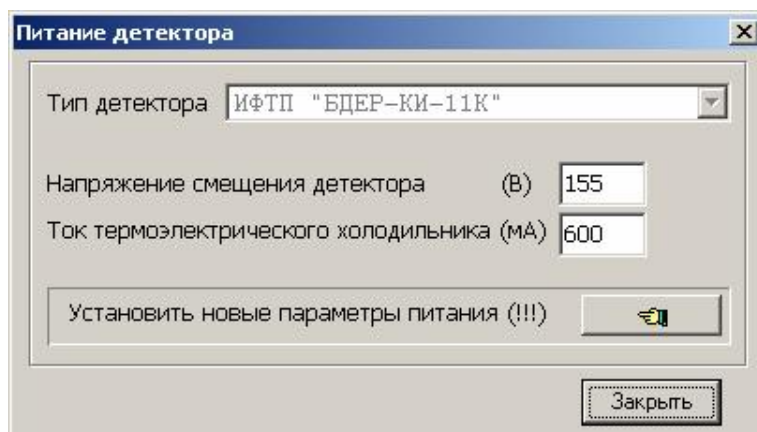 Питание детектора
Тип детектора ИФТП "БДЕР-КИ-11К"
Напряжение смещения детектора (В) 155
Ток термоэлектрического холодильника (мА) 600
Установить новые параметры питания (!!!)
Закрыть